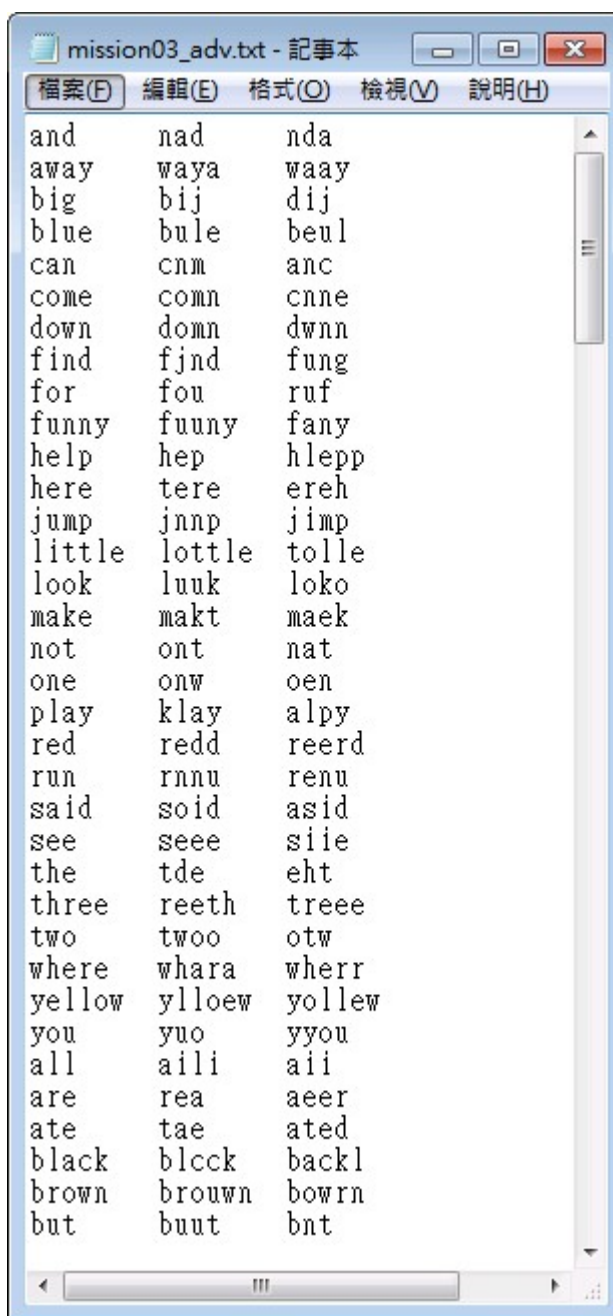 mission03_adv.txt - 記事本
檔案(F) 編輯(E) 格式(O) 檢視(V) 說明(H)
and nad nda
away waya waay
big bij dij
blue bule beul
can cnm anc
come comn cnne
down domn dwnn
find fjnd fung
for fou ruf
funny fuuny fany
help hep hlepp
here tere ereh
jump jnnp jimp
little lottle tolle
look luuk loko
make makt maek
not ont nat
one onw oen
play klay alpy
red redd reerd
run rnnu renu
said soid asid
see seee siie
the tde eht
three reeth treee
two twoo otw
where whara wherr
yellow ylloew yollew
you yuo yyou
all aili aii
are rea aeer
ate tae ated
black blcck backl
brown brouwn bowrn
but buut bnt